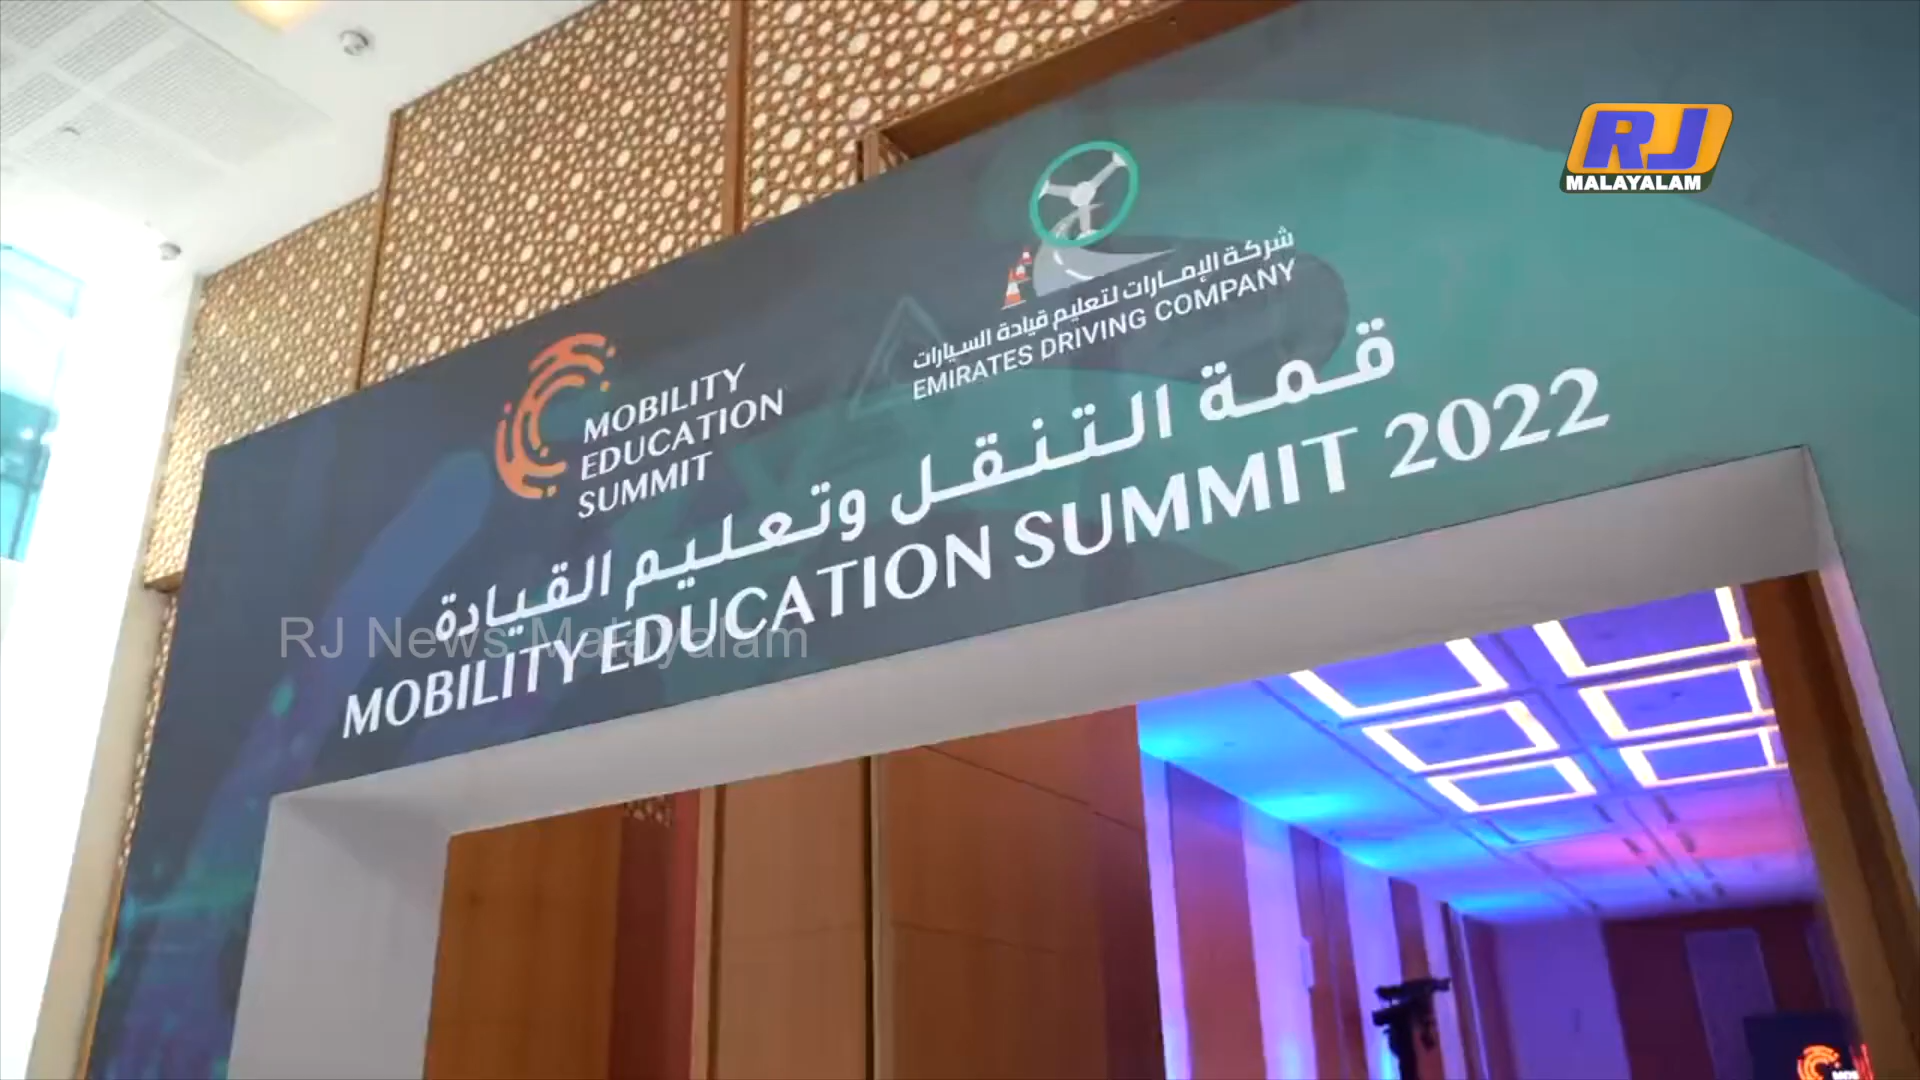 RJ
MALAYALAM
شركة الإمارات لتعليم قيادة السيارات
EMIRATES DRIVING COMPANY
MOBILITY
EDUCATION
SUMMIT
قمة التنقل وتعليم القيادة
MOBILITY EDUCATION SUMMIT 2022
RJ News Malayalam